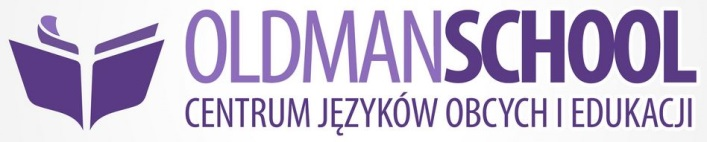 OLDMANSCHOOL
CENTRUM JĘZYKÓW OBCYCH I EDUKACJI